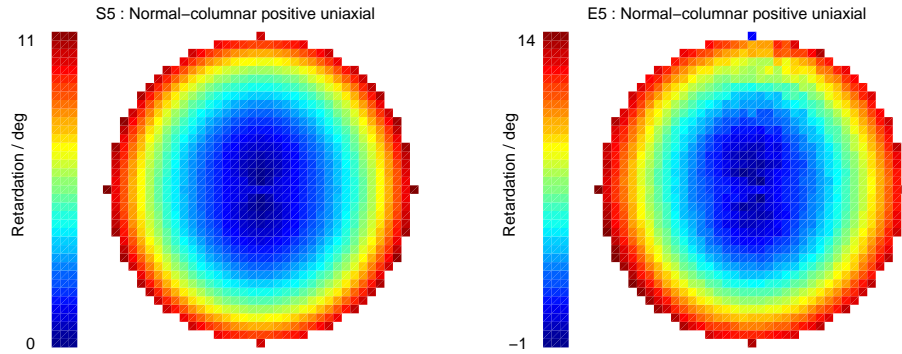 S5 : Normal−columnar positive uniaxial
11
Retardation / deg
0
E5 : Normal−columnar positive uniaxial
14
Retardation / deg
−1